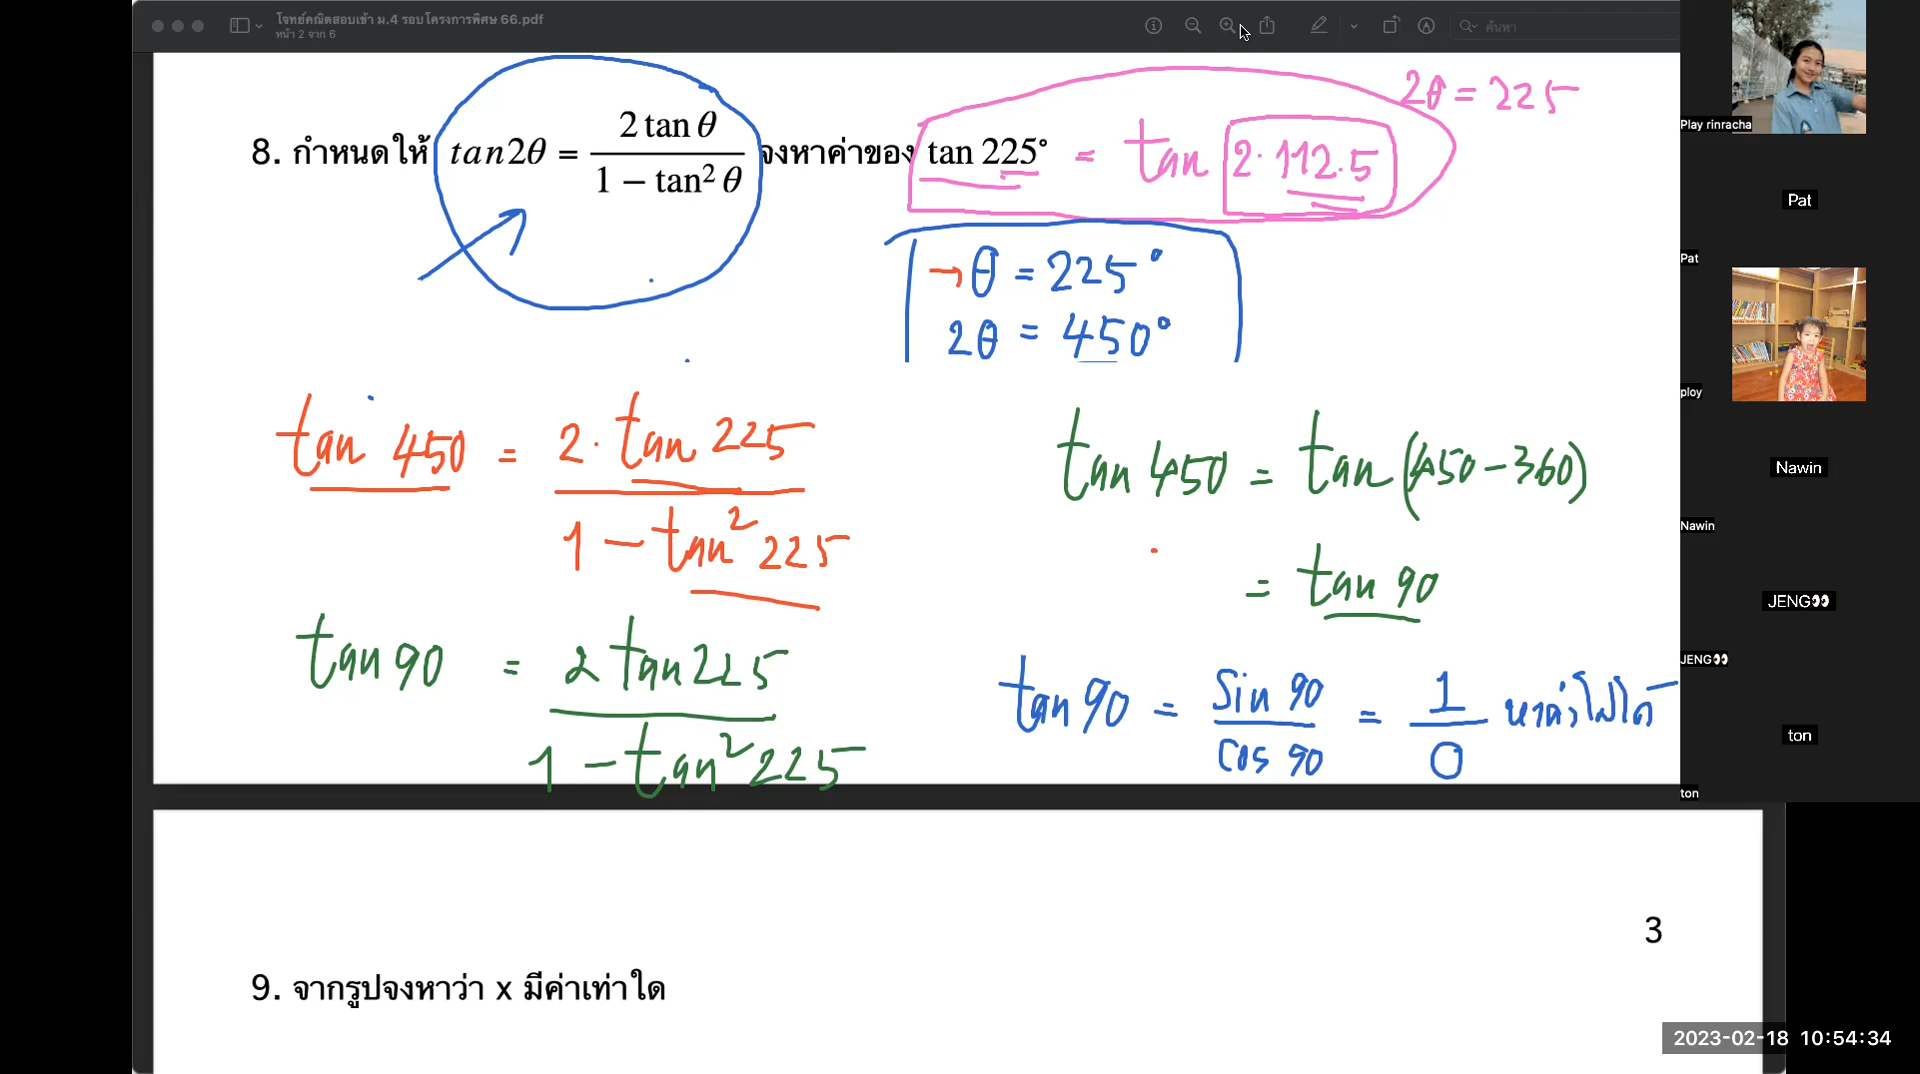 โจทย์คณิตสอบเข้า ม.4 รอบโครงการพิเศษ 66.pdf
หน้า 2 จาก 6
ค้นหา
8. กำหนดให้ tan2θ = 2 tan θ / 1 − tan² θ จงหาค่าของ tan 225° = tan 2·112.5
2θ = 225
→ θ = 225°
2θ = 450°
tan 450 = 2·tan 225 / 1 − tan² 225
tan 450 = tan (450 − 360)
= tan 90
tan 90 = 2 tan 225 / 1 − tan² 225
tan 90 = sin 90 / cos 90 = 1 / 0 หาค่าไม่ได้
3
9. จากรูปจงหาว่า x มีค่าเท่าใด
Play rinracha
Pat
Pat
ploy
Nawin
Nawin
JENG👀
JENG👀
ton
ton
2023-02-18 10:54:34